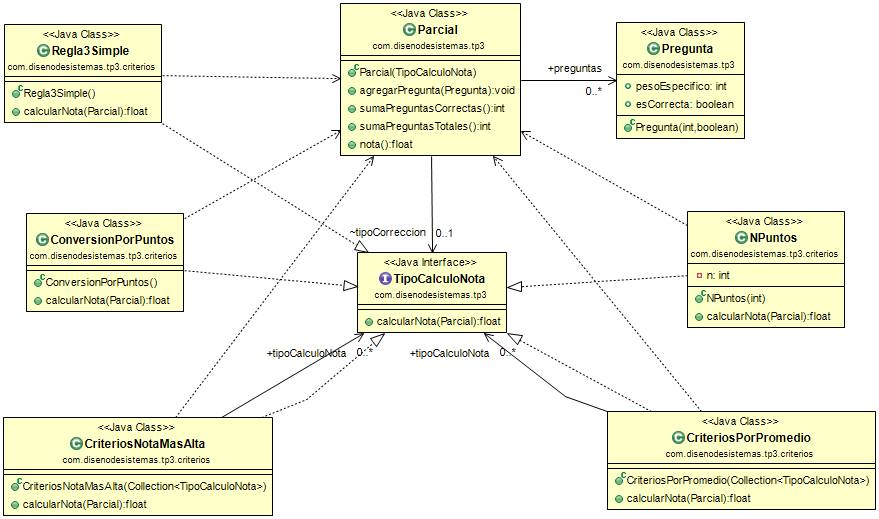 <<Java Class>>
Regla3Simple
com.disenodesistemas.tp3.criterios
Regla3Simple()
calcularNota(Parcial):float
<<Java Class>>
Parcial
com.disenodesistemas.tp3
Parcial(TipoCalculoNota)
agregarPregunta(Pregunta):void
sumaPreguntasCorrectas():int
sumaPreguntasTotales():int
nota():float
+preguntas
0..*
<<Java Class>>
Pregunta
com.disenodesistemas.tp3
pesoEspecifico: int
esCorrecta: boolean
Pregunta(int,boolean)
<<Java Class>>
ConversionPorPuntos
com.disenodesistemas.tp3.criterios
ConversionPorPuntos()
calcularNota(Parcial):float
~tipoCorreccion
0..1
<<Java Interface>>
TipoCalculoNota
com.disenodesistemas.tp3
calcularNota(Parcial):float
<<Java Class>>
NPuntos
com.disenodesistemas.tp3.criterios
n: int
NPuntos(int)
calcularNota(Parcial):float
+tipoCalculoNota
0..*
+tipoCalculoNota
0..*
<<Java Class>>
CriteriosNotaMasAlta
com.disenodesistemas.tp3.criterios
CriteriosNotaMasAlta(Collection<TipoCalculoNota>)
calcularNota(Parcial):float
<<Java Class>>
CriteriosPorPromedio
com.disenodesistemas.tp3.criterios
CriteriosPorPromedio(Collection<TipoCalculoNota>)
calcularNota(Parcial):float